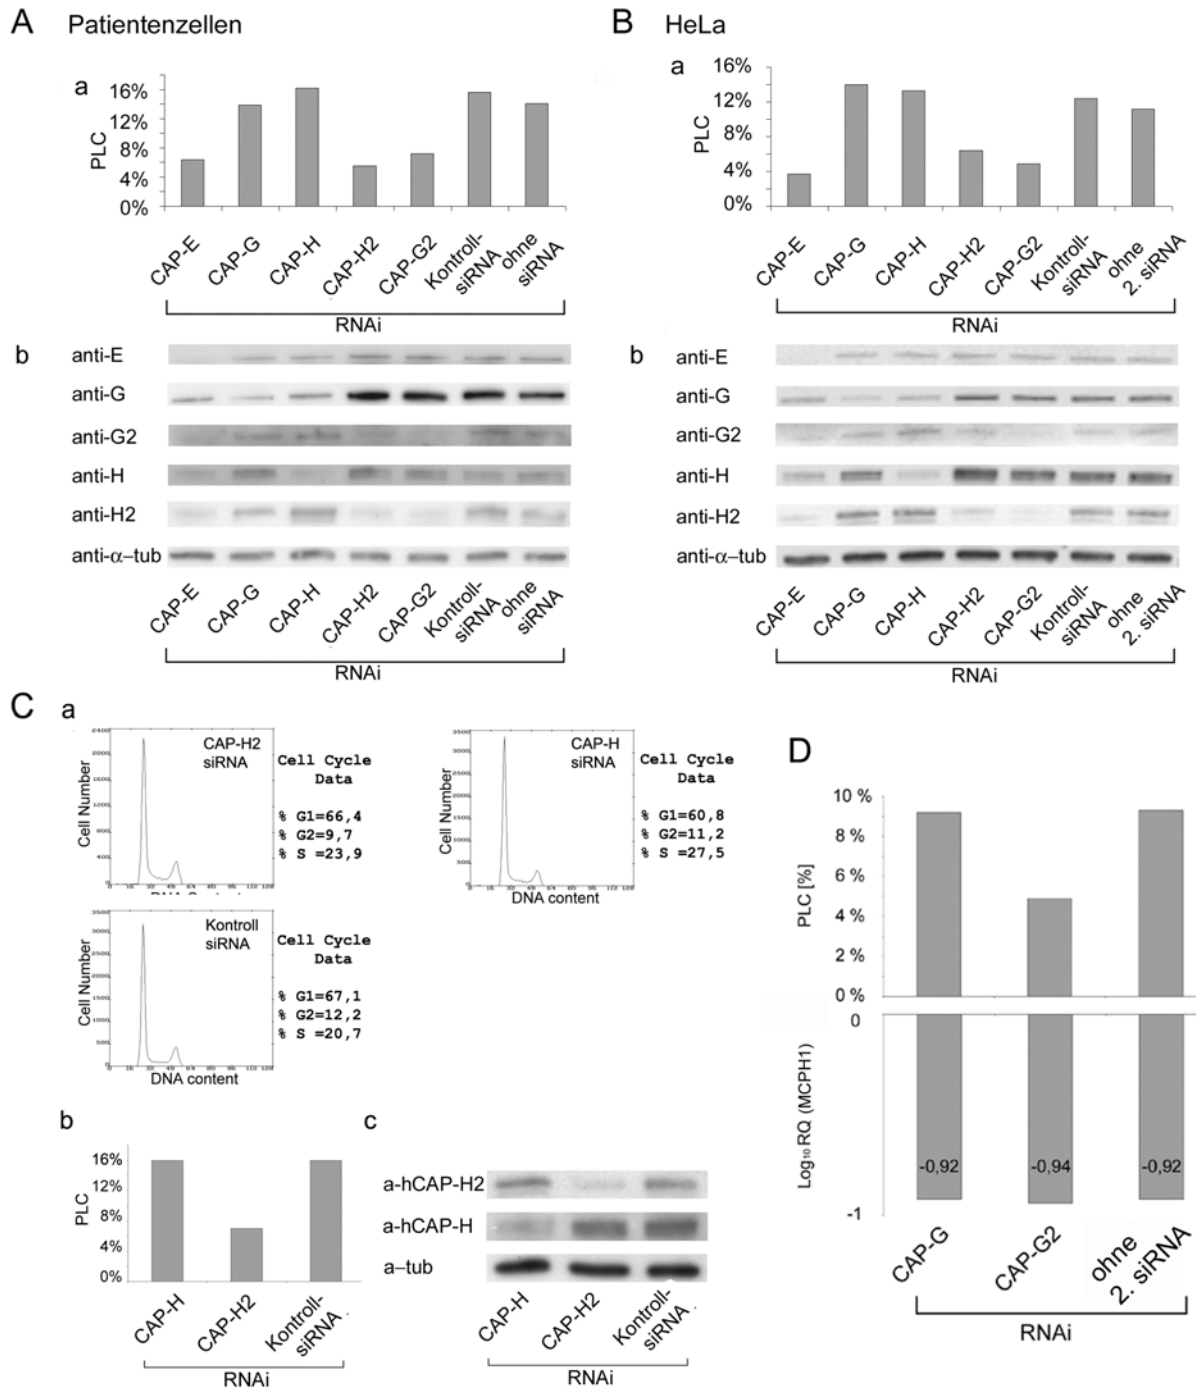 A Patientenzellen
a
16%
12%
8%
4%
0%
PLC
CAP-E
CAP-G
CAP-H
CAP-H2
CAP-G2
Kontroll-
siRNA
ohne
siRNA
RNAi
b
anti-E
anti-G
anti-G2
anti-H
anti-H2
anti-α–tub
CAP-E
CAP-G
CAP-H
CAP-H2
CAP-G2
Kontroll-
siRNA
ohne
siRNA
RNAi
B HeLa
a
16%
12%
8%
4%
0%
PLC
CAP-E
CAP-G
CAP-H
CAP-H2
CAP-G2
Kontroll-
siRNA
ohne
2. siRNA
RNAi
b
anti-E
anti-G
anti-G2
anti-H
anti-H2
anti-α–tub
CAP-E
CAP-G
CAP-H
CAP-H2
CAP-G2
Kontroll-
siRNA
ohne
2. siRNA
RNAi
C a
CAP-H2
siRNA
Cell Number
2400
1600
800
400
Cell Cycle
Data
% G1=66,4
% G2=9,7
% S =23,9
CAP-H
siRNA
Cell Number
DNA content
Cell Cycle
Data
% G1=60,8
% G2=11,2
% S =27,5
Kontroll
siRNA
Cell Number
DNA content
Cell Cycle
Data
% G1=67,1
% G2=12,2
% S =20,7
b
16%
12%
8%
4%
0%
PLC
CAP-H
CAP-H2
Kontroll-
siRNA
RNAi
c
a-hCAP-H2
a-hCAP-H
a–tub
CAP-H
CAP-H2
Kontroll-
siRNA
RNAi
D
10 %
8 %
6 %
4 %
2 %
0 %
PLC [%]
0
-1
Log₁₀ RQ (MCPH1)
-0,92
-0,94
-0,92
CAP-G
CAP-G2
ohne
2. siRNA
RNAi